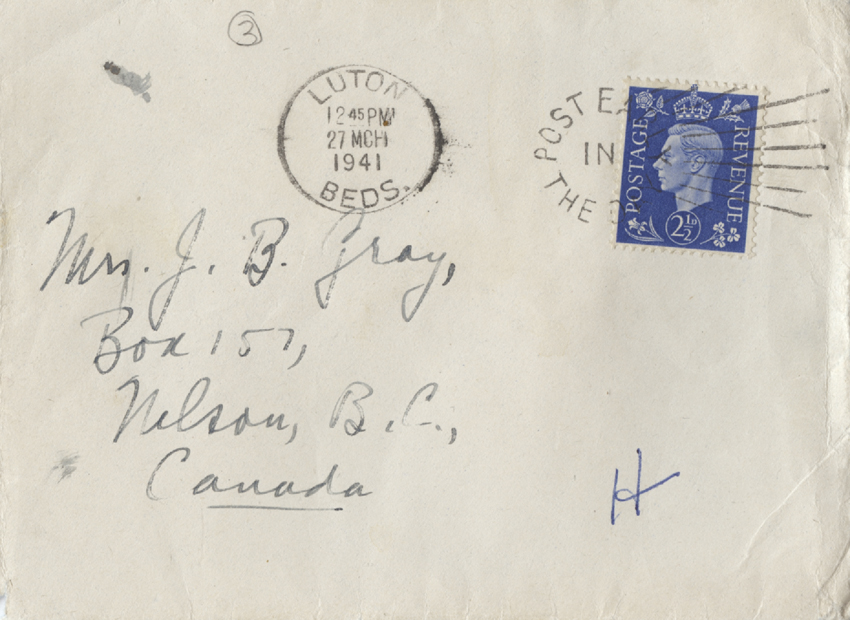 3
LUTON
12 45 PM
27 MCH
1941
BEDS.
POST E
IN
THE
POSTAGE
REVENUE
2½D
Mrs. J. B. Gray,
Box 157,
Nelson, B.C.,
Canada
H